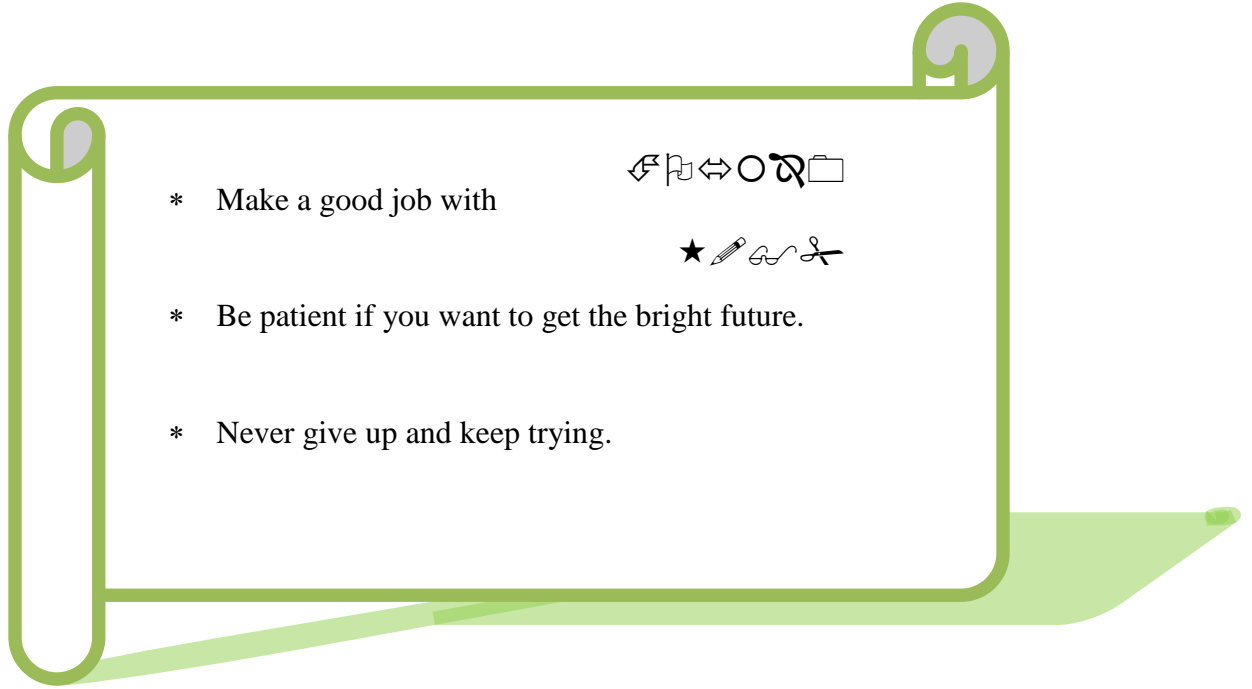 * Make a good job with
* Be patient if you want to get the bright future.
* Never give up and keep trying.